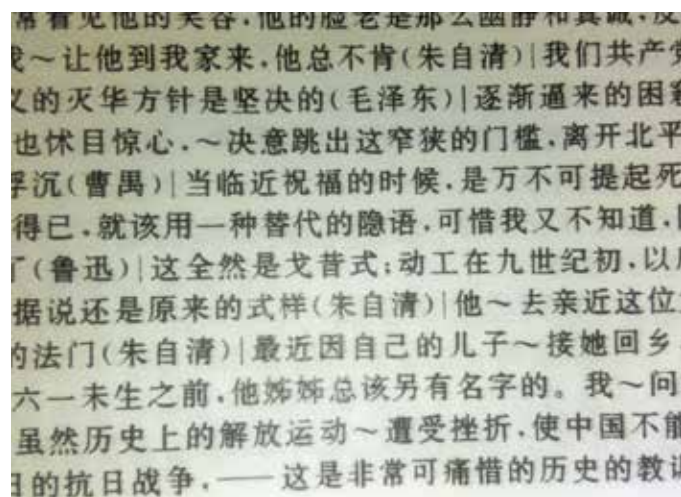 常看见他的笑容,他的脸老是那么幽静和真诚,反
我～让他到我家来,他总不肯(朱自清)|我们共产党
义的灭华方针是坚决的(毛泽东)|逐渐逼来的困窘
也怵目惊心,～决意跳出这窄狭的门槛,离开北平
浮沉(曹禺)|当临近祝福的时候,是万不可提起死
得已,就该用一种替代的隐语,可惜我又不知道,因
了(鲁迅)|这全然是戈昔式;动工在九世纪初,以
据说还是原来的式样(朱自清)|他～去亲近这位
的法门(朱自清)|最近因自己的儿子～接她回乡
六一未生之前,他姊姊总该另有名字的。我～问
虽然历史上的解放运动～遭受挫折,使中国不能
日的抗日战争,——这是非常可痛惜的历史的教训